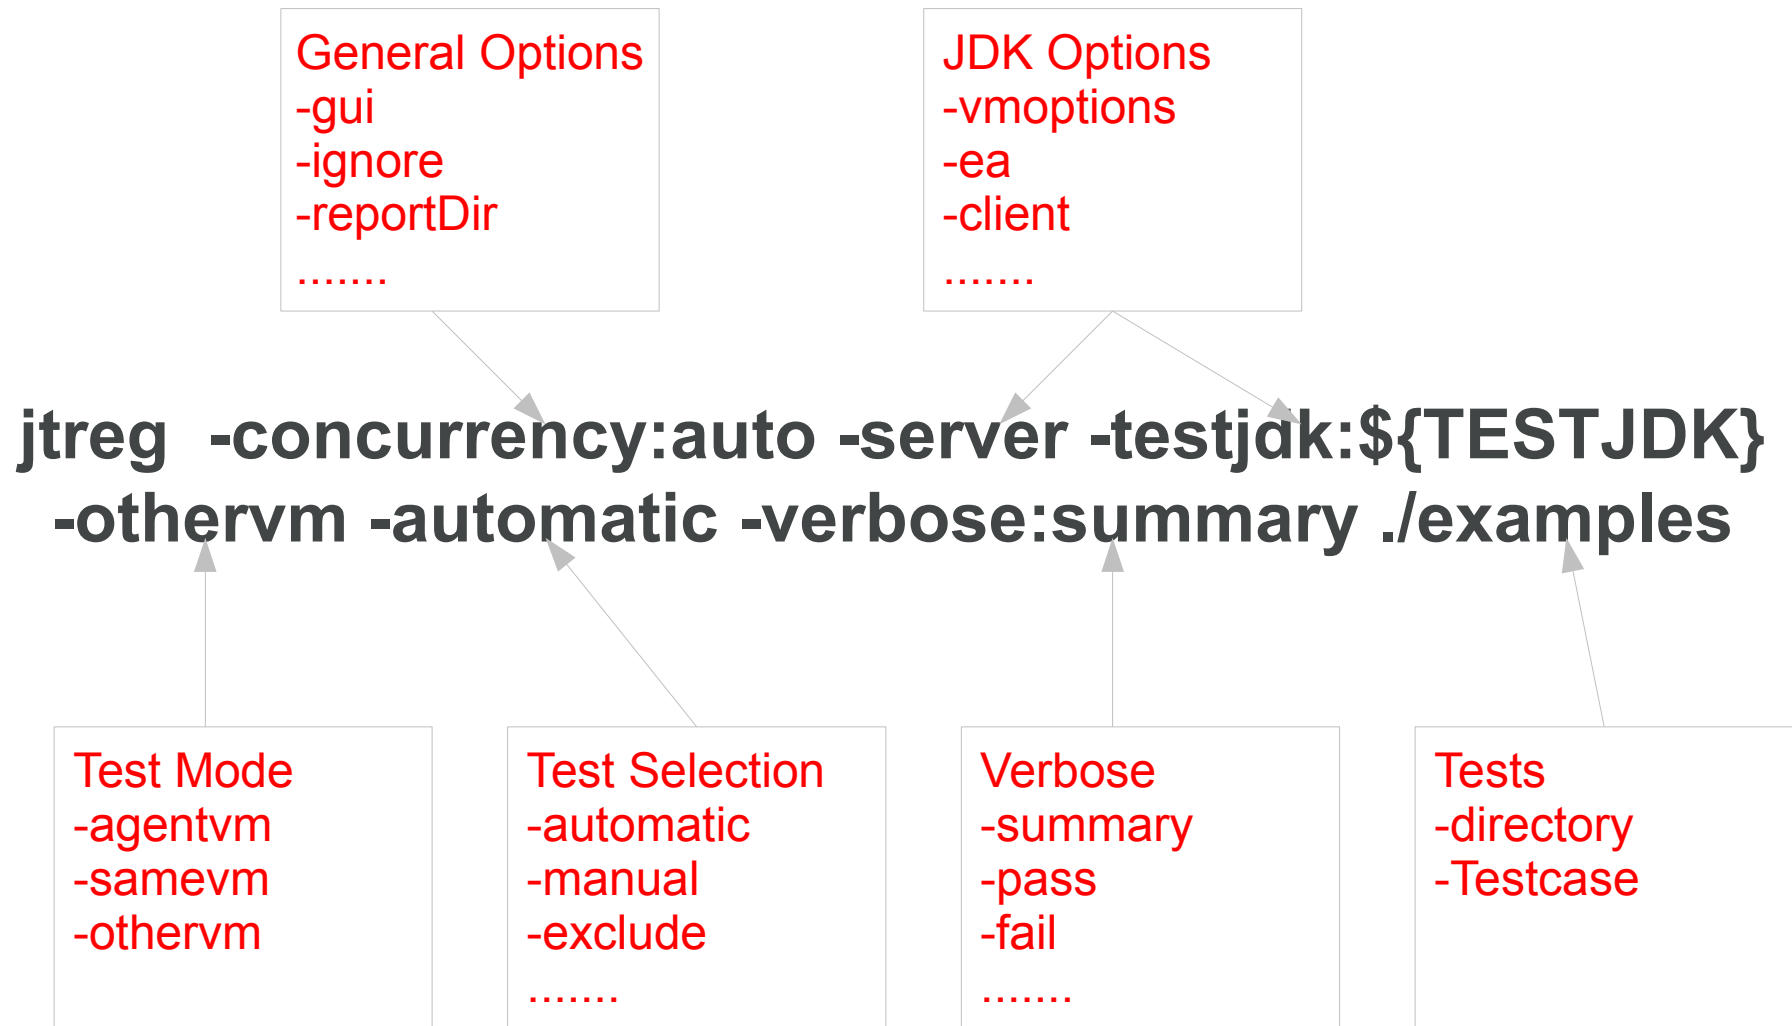 General Options
-gui
-ignore
-reportDir
.......
JDK Options
-vmoptions
-ea
-client
.......
jtreg  -concurrency:auto -server -testjdk:${TESTJDK}
-othervm -automatic -verbose:summary ./examples
Test Mode
-agentvm
-samevm
-othervm
Test Selection
-automatic
-manual
-exclude
.......
Verbose
-summary
-pass
-fail
.......
Tests
-directory
-Testcase